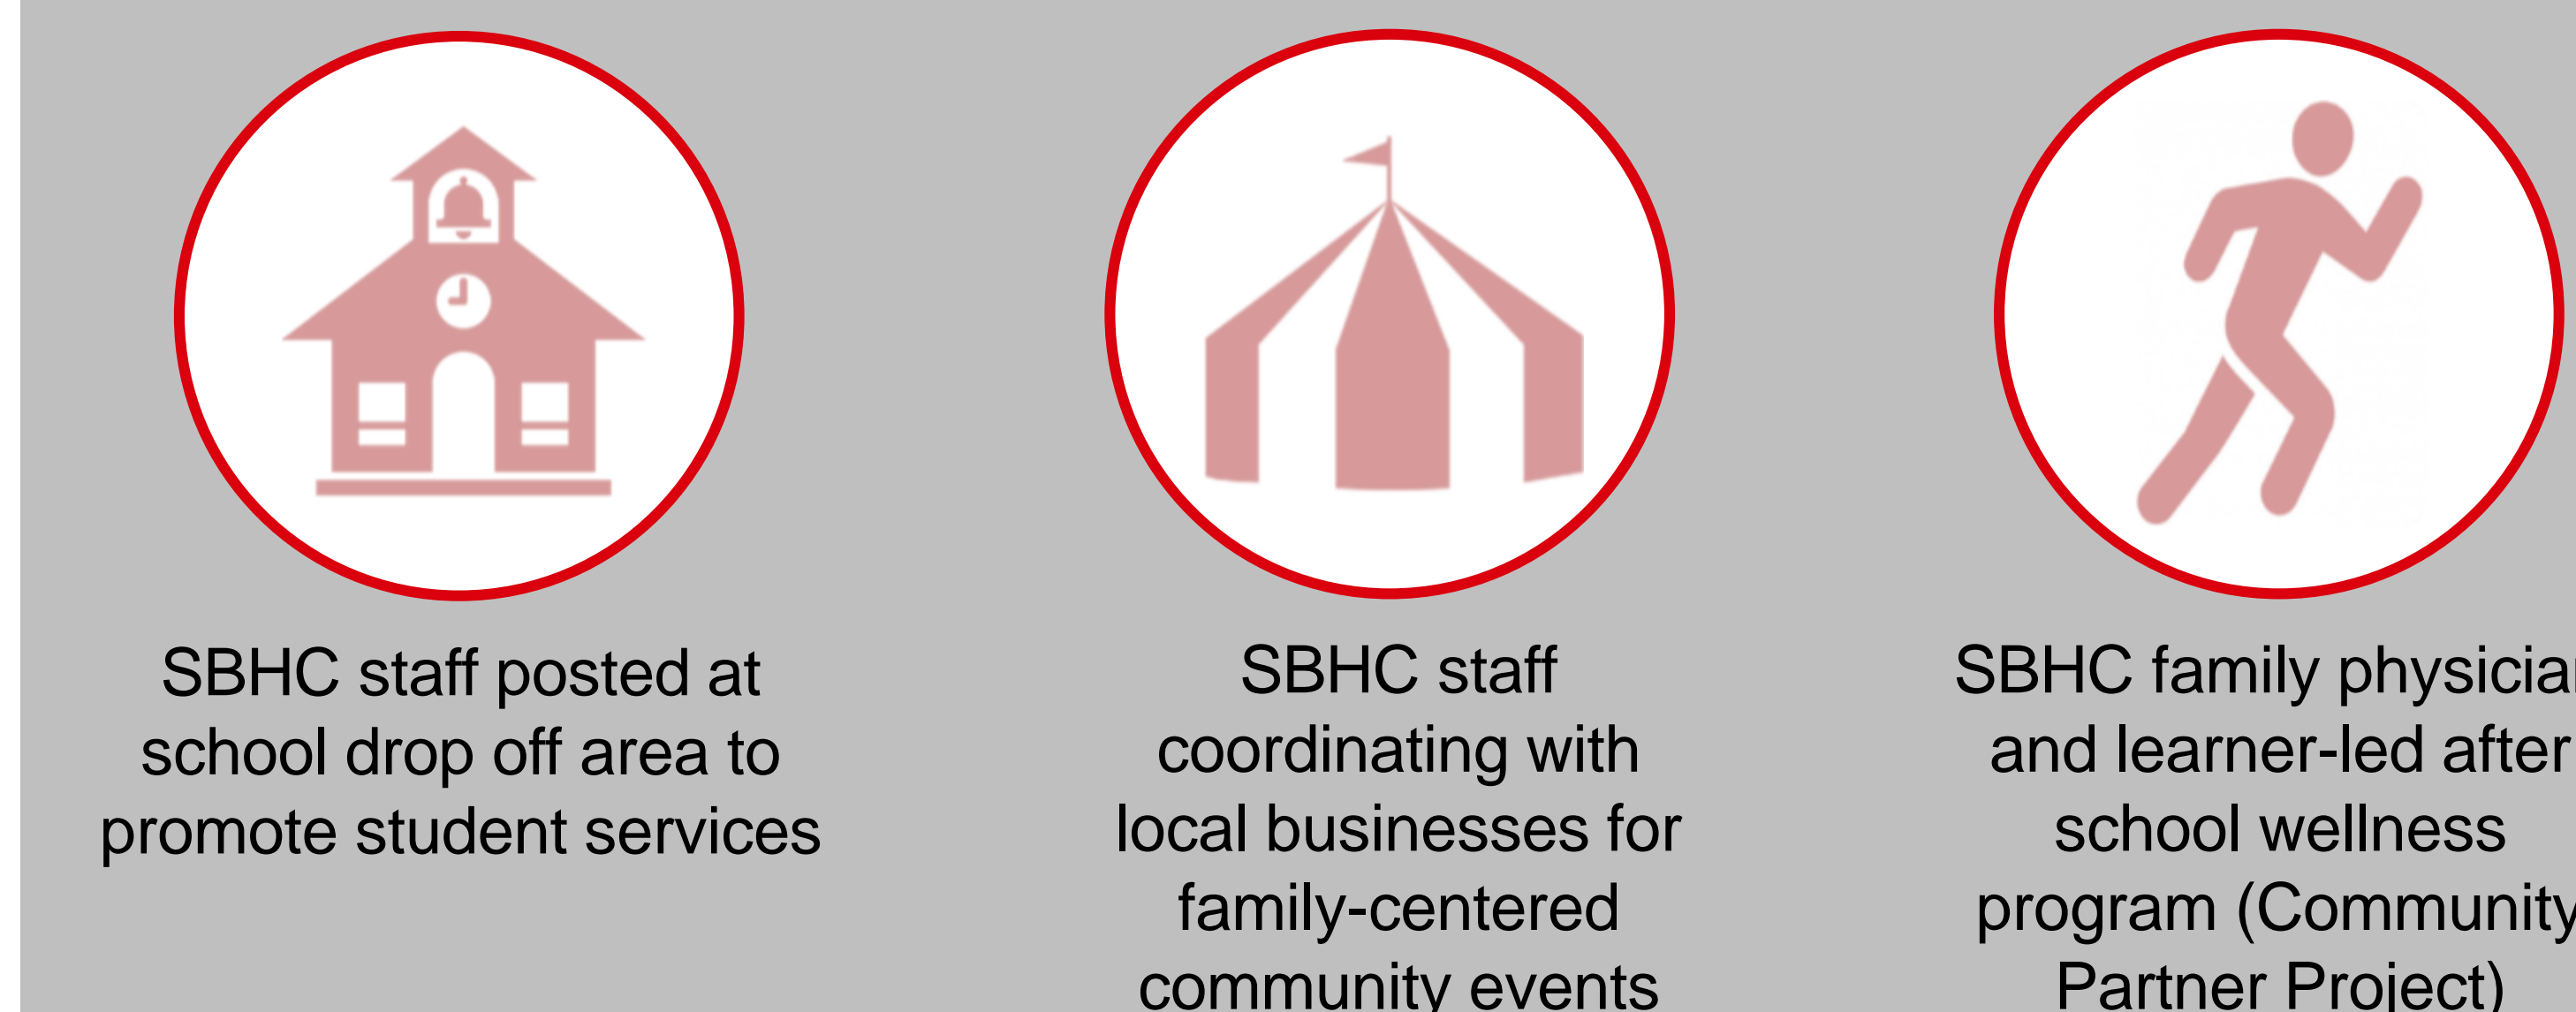 SBHC staff posted at
school drop off area to
promote student services
SBHC staff
coordinating with
local businesses for
family-centered
community events
SBHC family physician
and learner-led after
school wellness
program (Community
Partner Project)